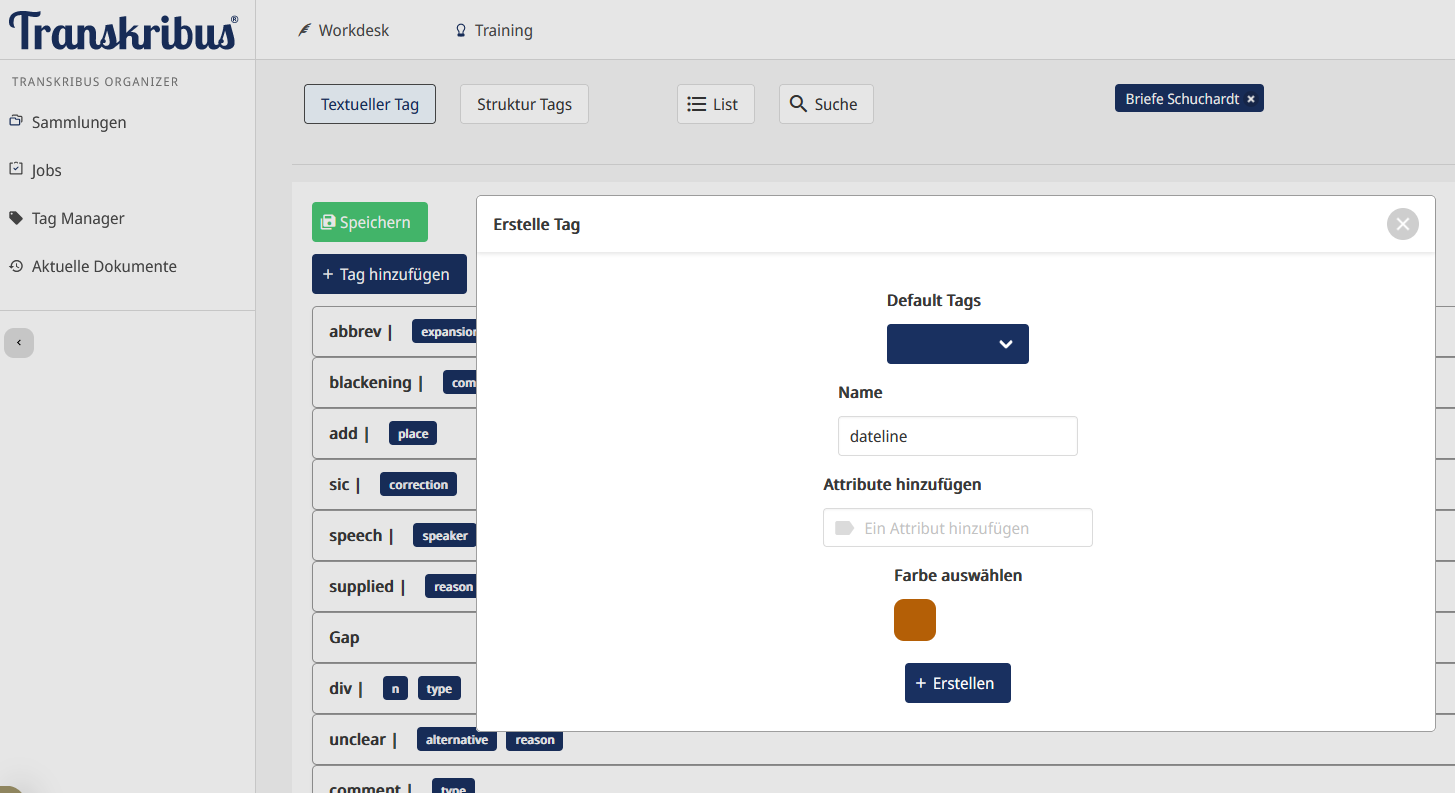 Transkribus®
Workdesk
Training
TRANSKRIBUS ORGANIZER
Sammlungen
Jobs
Tag Manager
Aktuelle Dokumente
Textueller Tag
Struktur Tags
List
Suche
Briefe Schuchardt ×
Speichern
+ Tag hinzufügen
abbrev | expansion
blackening | com
add | place
sic | correction
speech | speaker
supplied | reason
Gap
div | n type
unclear | alternative reason
comment | type
Erstelle Tag
Default Tags
Name
dateline
Attribute hinzufügen
Ein Attribut hinzufügen
Farbe auswählen
+ Erstellen